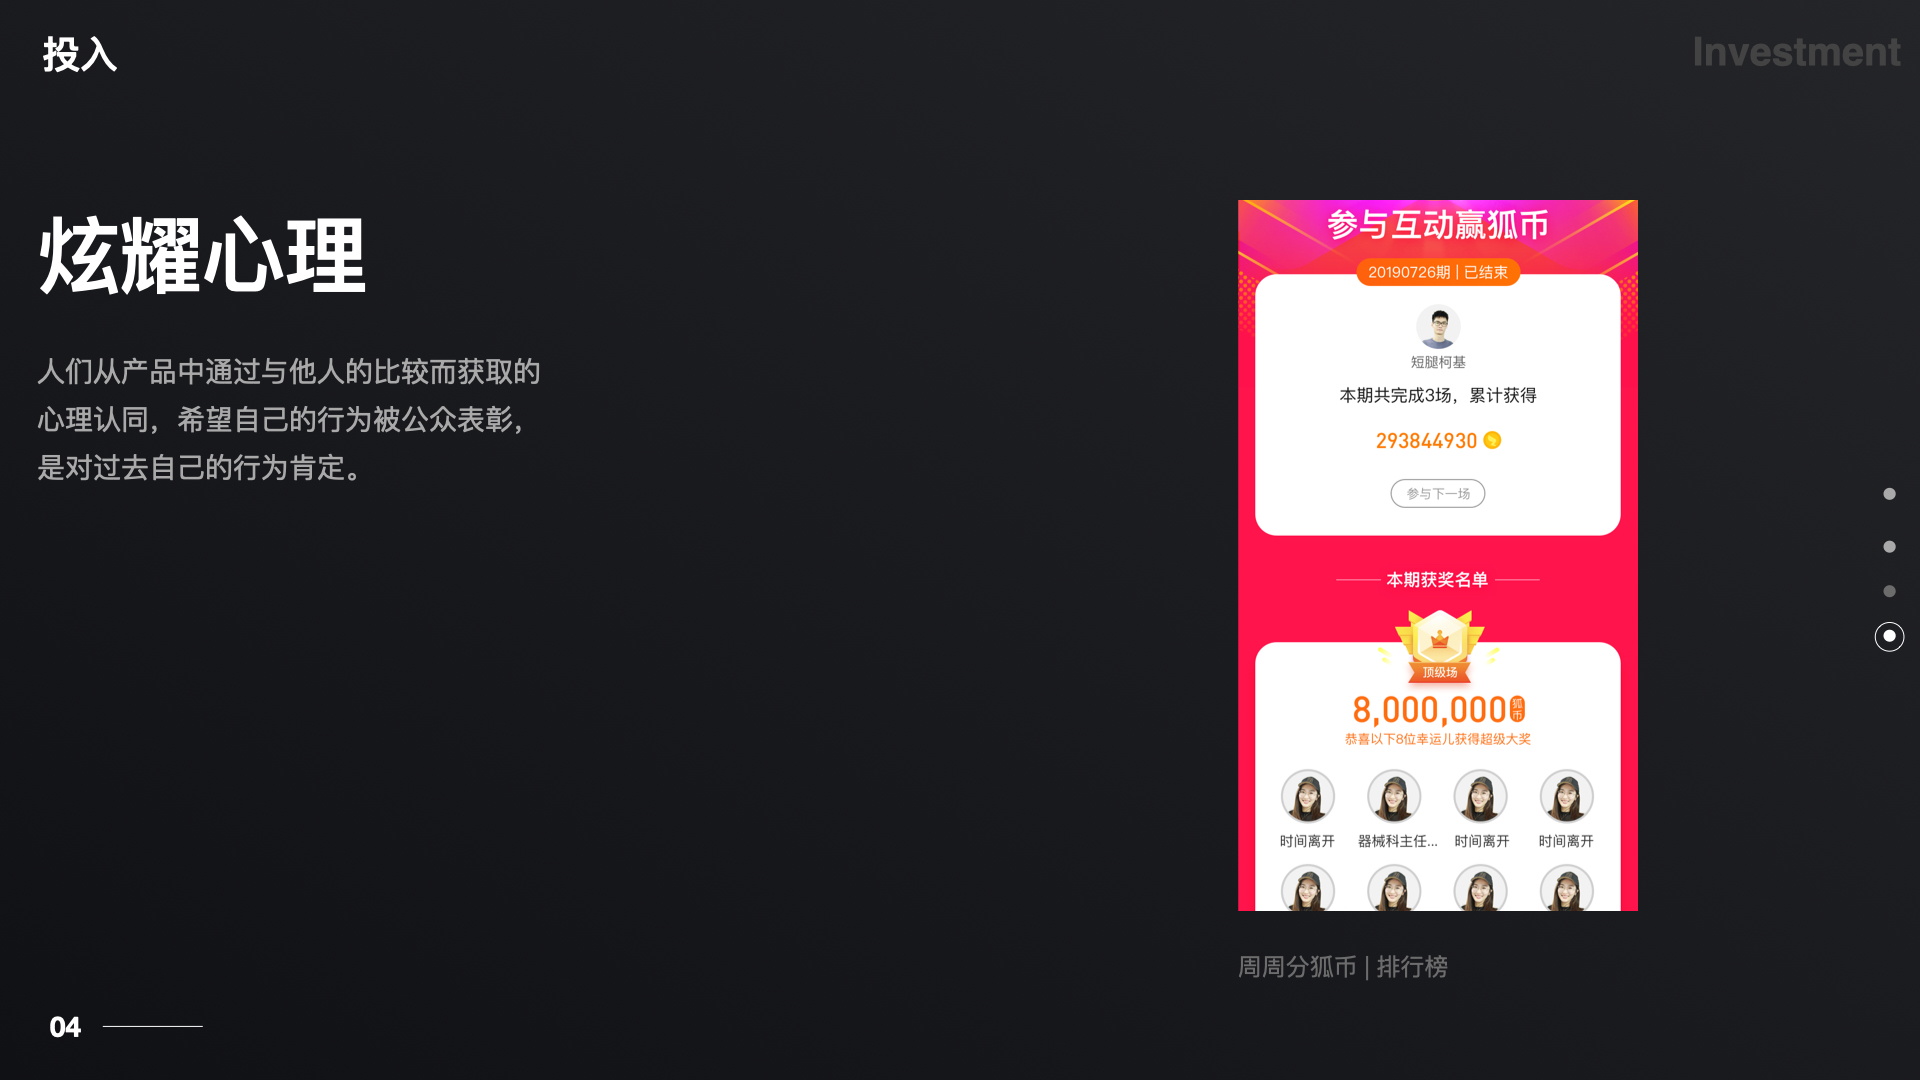 投入
Investment
炫耀心理
人们从产品中通过与他人的比较而获取的
心理认同，希望自己的行为被公众表彰，
是对过去自己的行为肯定。
参与互动赢狐币
20190726期 | 已结束
短腿柯基
本期共完成3场，累计获得
293844930
参与下一场
本期获奖名单
顶级场
8,000,000狐币
恭喜以下8位幸运儿获得超级大奖
时间离开 器械科主任... 时间离开 时间离开
周周分狐币 | 排行榜
04